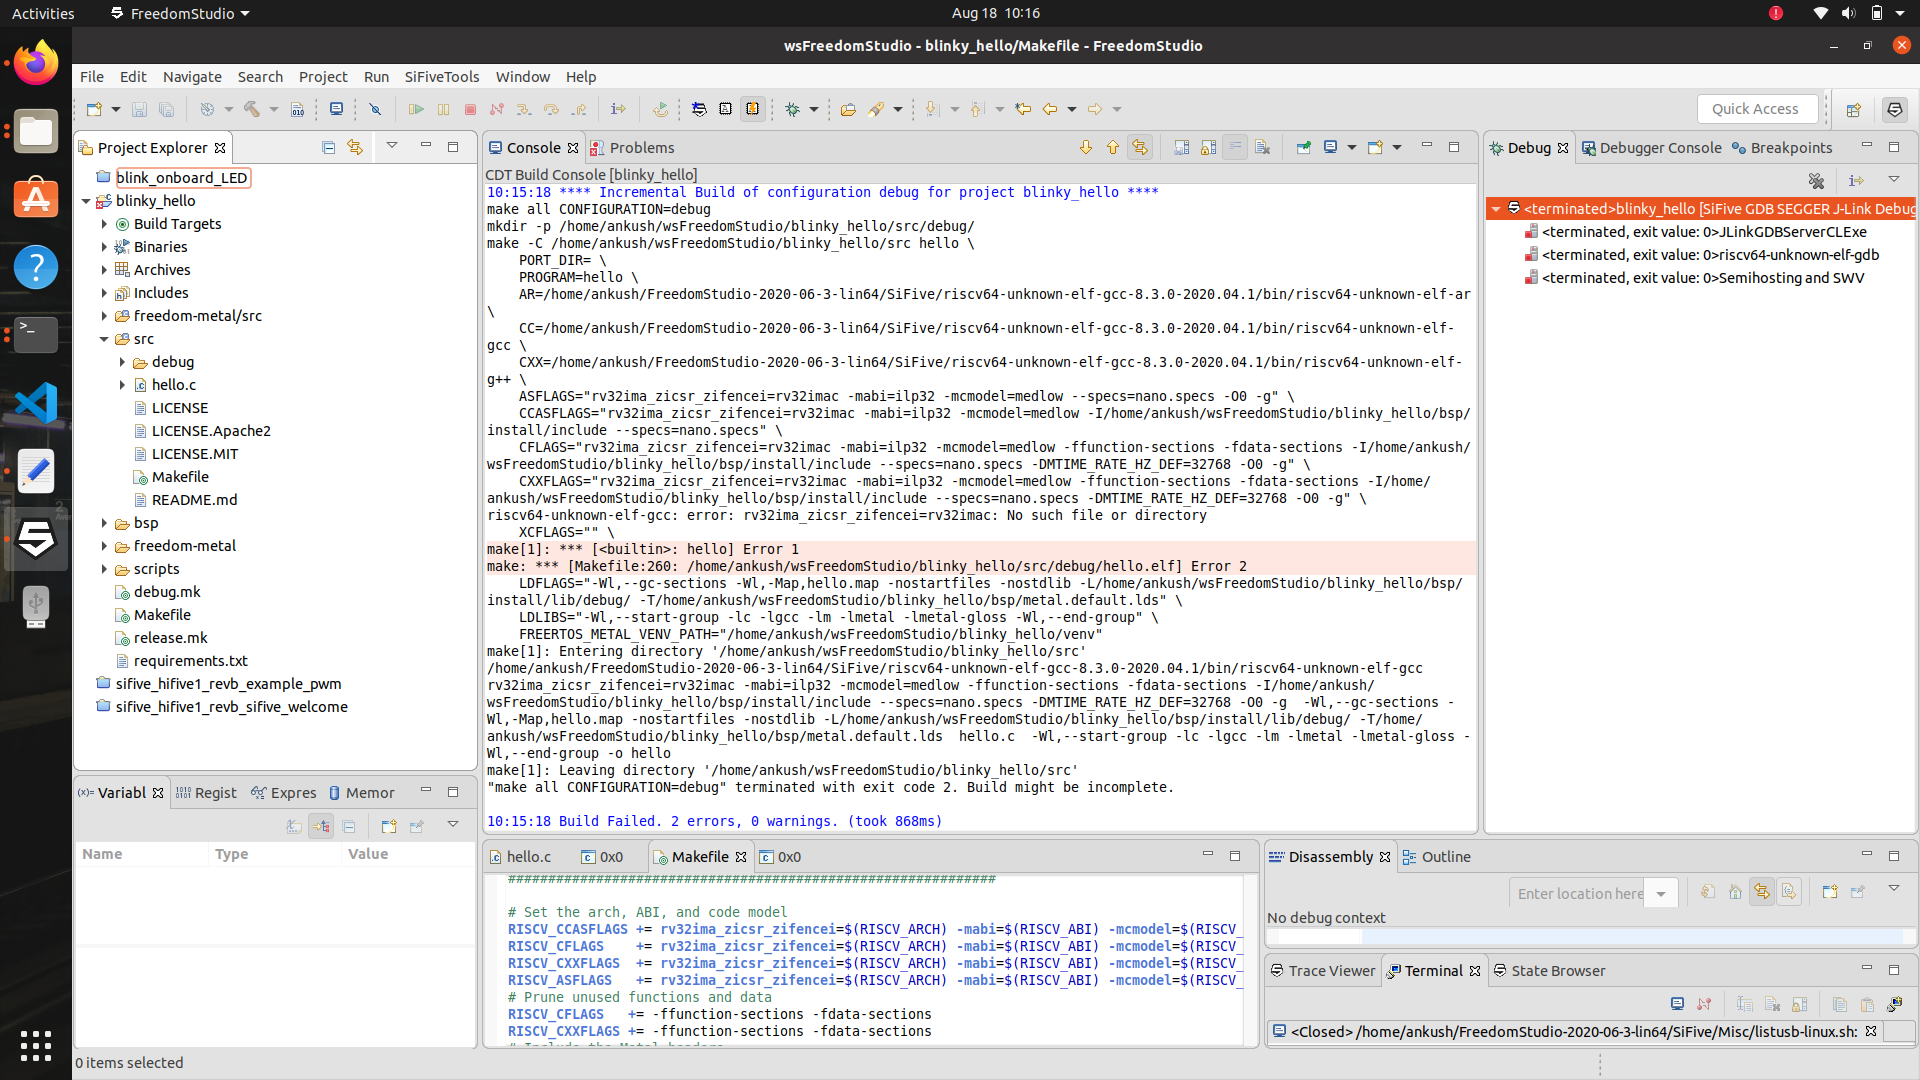 Activities
FreedomStudio
Aug 18 10:16
wsFreedomStudio - blinky_hello/Makefile - FreedomStudio
File Edit Navigate Search Project Run SiFiveTools Window Help
Quick Access
Project Explorer
blink_onboard_LED
blinky_hello
Build Targets
Binaries
Archives
Includes
freedom-metal/src
src
debug
hello.c
LICENSE
LICENSE.Apache2
LICENSE.MIT
Makefile
README.md
bsp
freedom-metal
scripts
debug.mk
Makefile
release.mk
requirements.txt
sifive_hifive1_revb_example_pwm
sifive_hifive1_revb_sifive_welcome
Console Problems
CDT Build Console [blinky_hello]
10:15:18 **** Incremental Build of configuration debug for project blinky_hello ****
make all CONFIGURATION=debug
mkdir -p /home/ankush/wsFreedomStudio/blinky_hello/src/debug/
make -C /home/ankush/wsFreedomStudio/blinky_hello/src hello \
PORT_DIR= \
PROGRAM=hello \
AR=/home/ankush/FreedomStudio-2020-06-3-lin64/SiFive/riscv64-unknown-elf-gcc-8.3.0-2020.04.1/bin/riscv64-unknown-elf-ar
\
CC=/home/ankush/FreedomStudio-2020-06-3-lin64/SiFive/riscv64-unknown-elf-gcc-8.3.0-2020.04.1/bin/riscv64-unknown-elf-
gcc \
CXX=/home/ankush/FreedomStudio-2020-06-3-lin64/SiFive/riscv64-unknown-elf-gcc-8.3.0-2020.04.1/bin/riscv64-unknown-elf-
g++ \
ASFLAGS="rv32ima_zicsr_zifencei=rv32imac -mabi=ilp32 -mcmodel=medlow --specs=nano.specs -O0 -g" \
CCASFLAGS="rv32ima_zicsr_zifencei=rv32imac -mabi=ilp32 -mcmodel=medlow -I/home/ankush/wsFreedomStudio/blinky_hello/bsp/
install/include --specs=nano.specs" \
CFLAGS="rv32ima_zicsr_zifencei=rv32imac -mabi=ilp32 -mcmodel=medlow -ffunction-sections -fdata-sections -I/home/ankush/
wsFreedomStudio/blinky_hello/bsp/install/include --specs=nano.specs -DMTIME_RATE_HZ_DEF=32768 -O0 -g" \
CXXFLAGS="rv32ima_zicsr_zifencei=rv32imac -mabi=ilp32 -mcmodel=medlow -ffunction-sections -fdata-sections -I/home/
ankush/wsFreedomStudio/blinky_hello/bsp/install/include --specs=nano.specs -DMTIME_RATE_HZ_DEF=32768 -O0 -g" \
riscv64-unknown-elf-gcc: error: rv32ima_zicsr_zifencei=rv32imac: No such file or directory
XCFLAGS="" \
make[1]: *** [<builtin>: hello] Error 1
make: *** [Makefile:260: /home/ankush/wsFreedomStudio/blinky_hello/src/debug/hello.elf] Error 2
LDFLAGS="-Wl,--gc-sections -Wl,-Map,hello.map -nostartfiles -nostdlib -L/home/ankush/wsFreedomStudio/blinky_hello/bsp/
install/lib/debug/ -T/home/ankush/wsFreedomStudio/blinky_hello/bsp/metal.default.lds" \
LDLIBS="-Wl,--start-group -lc -lgcc -lm -lmetal -lmetal-gloss -Wl,--end-group" \
FREERTOS_METAL_VENV_PATH="/home/ankush/wsFreedomStudio/blinky_hello/venv"
make[1]: Entering directory '/home/ankush/wsFreedomStudio/blinky_hello/src'
/home/ankush/FreedomStudio-2020-06-3-lin64/SiFive/riscv64-unknown-elf-gcc-8.3.0-2020.04.1/bin/riscv64-unknown-elf-gcc
rv32ima_zicsr_zifencei=rv32imac -mabi=ilp32 -mcmodel=medlow -ffunction-sections -fdata-sections -I/home/ankush/
wsFreedomStudio/blinky_hello/bsp/install/include --specs=nano.specs -DMTIME_RATE_HZ_DEF=32768 -O0 -g  -Wl,--gc-sections -
Wl,-Map,hello.map -nostartfiles -nostdlib -L/home/ankush/wsFreedomStudio/blinky_hello/bsp/install/lib/debug/ -T/home/
ankush/wsFreedomStudio/blinky_hello/bsp/metal.default.lds  hello.c  -Wl,--start-group -lc -lgcc -lm -lmetal -lmetal-gloss -
Wl,--end-group -o hello
make[1]: Leaving directory '/home/ankush/wsFreedomStudio/blinky_hello/src'
"make all CONFIGURATION=debug" terminated with exit code 2. Build might be incomplete.
10:15:18 Build Failed. 2 errors, 0 warnings. (took 868ms)
Debug Debugger Console Breakpoints
<terminated>blinky_hello [SiFive GDB SEGGER J-Link Debug
<terminated, exit value: 0>JLinkGDBServerCLExe
<terminated, exit value: 0>riscv64-unknown-elf-gdb
<terminated, exit value: 0>Semihosting and SWV
Variabl Regist Expres Memor
Name Type Value
hello.c 0x0 Makefile 0x0
############################################################
# Set the arch, ABI, and code model
RISCV_CCASFLAGS += rv32ima_zicsr_zifencei=$(RISCV_ARCH) -mabi=$(RISCV_ABI) -mcmodel=$(RISCV_
RISCV_CFLAGS    += rv32ima_zicsr_zifencei=$(RISCV_ARCH) -mabi=$(RISCV_ABI) -mcmodel=$(RISCV_
RISCV_CXXFLAGS  += rv32ima_zicsr_zifencei=$(RISCV_ARCH) -mabi=$(RISCV_ABI) -mcmodel=$(RISCV_
RISCV_ASFLAGS   += rv32ima_zicsr_zifencei=$(RISCV_ARCH) -mabi=$(RISCV_ABI) -mcmodel=$(RISCV_
# Prune unused functions and data
RISCV_CFLAGS   += -ffunction-sections -fdata-sections
RISCV_CXXFLAGS += -ffunction-sections -fdata-sections
Disassembly Outline
Enter location here
No debug context
Trace Viewer Terminal State Browser
<Closed> /home/ankush/FreedomStudio-2020-06-3-lin64/SiFive/Misc/listusb-linux.sh:
0 items selected